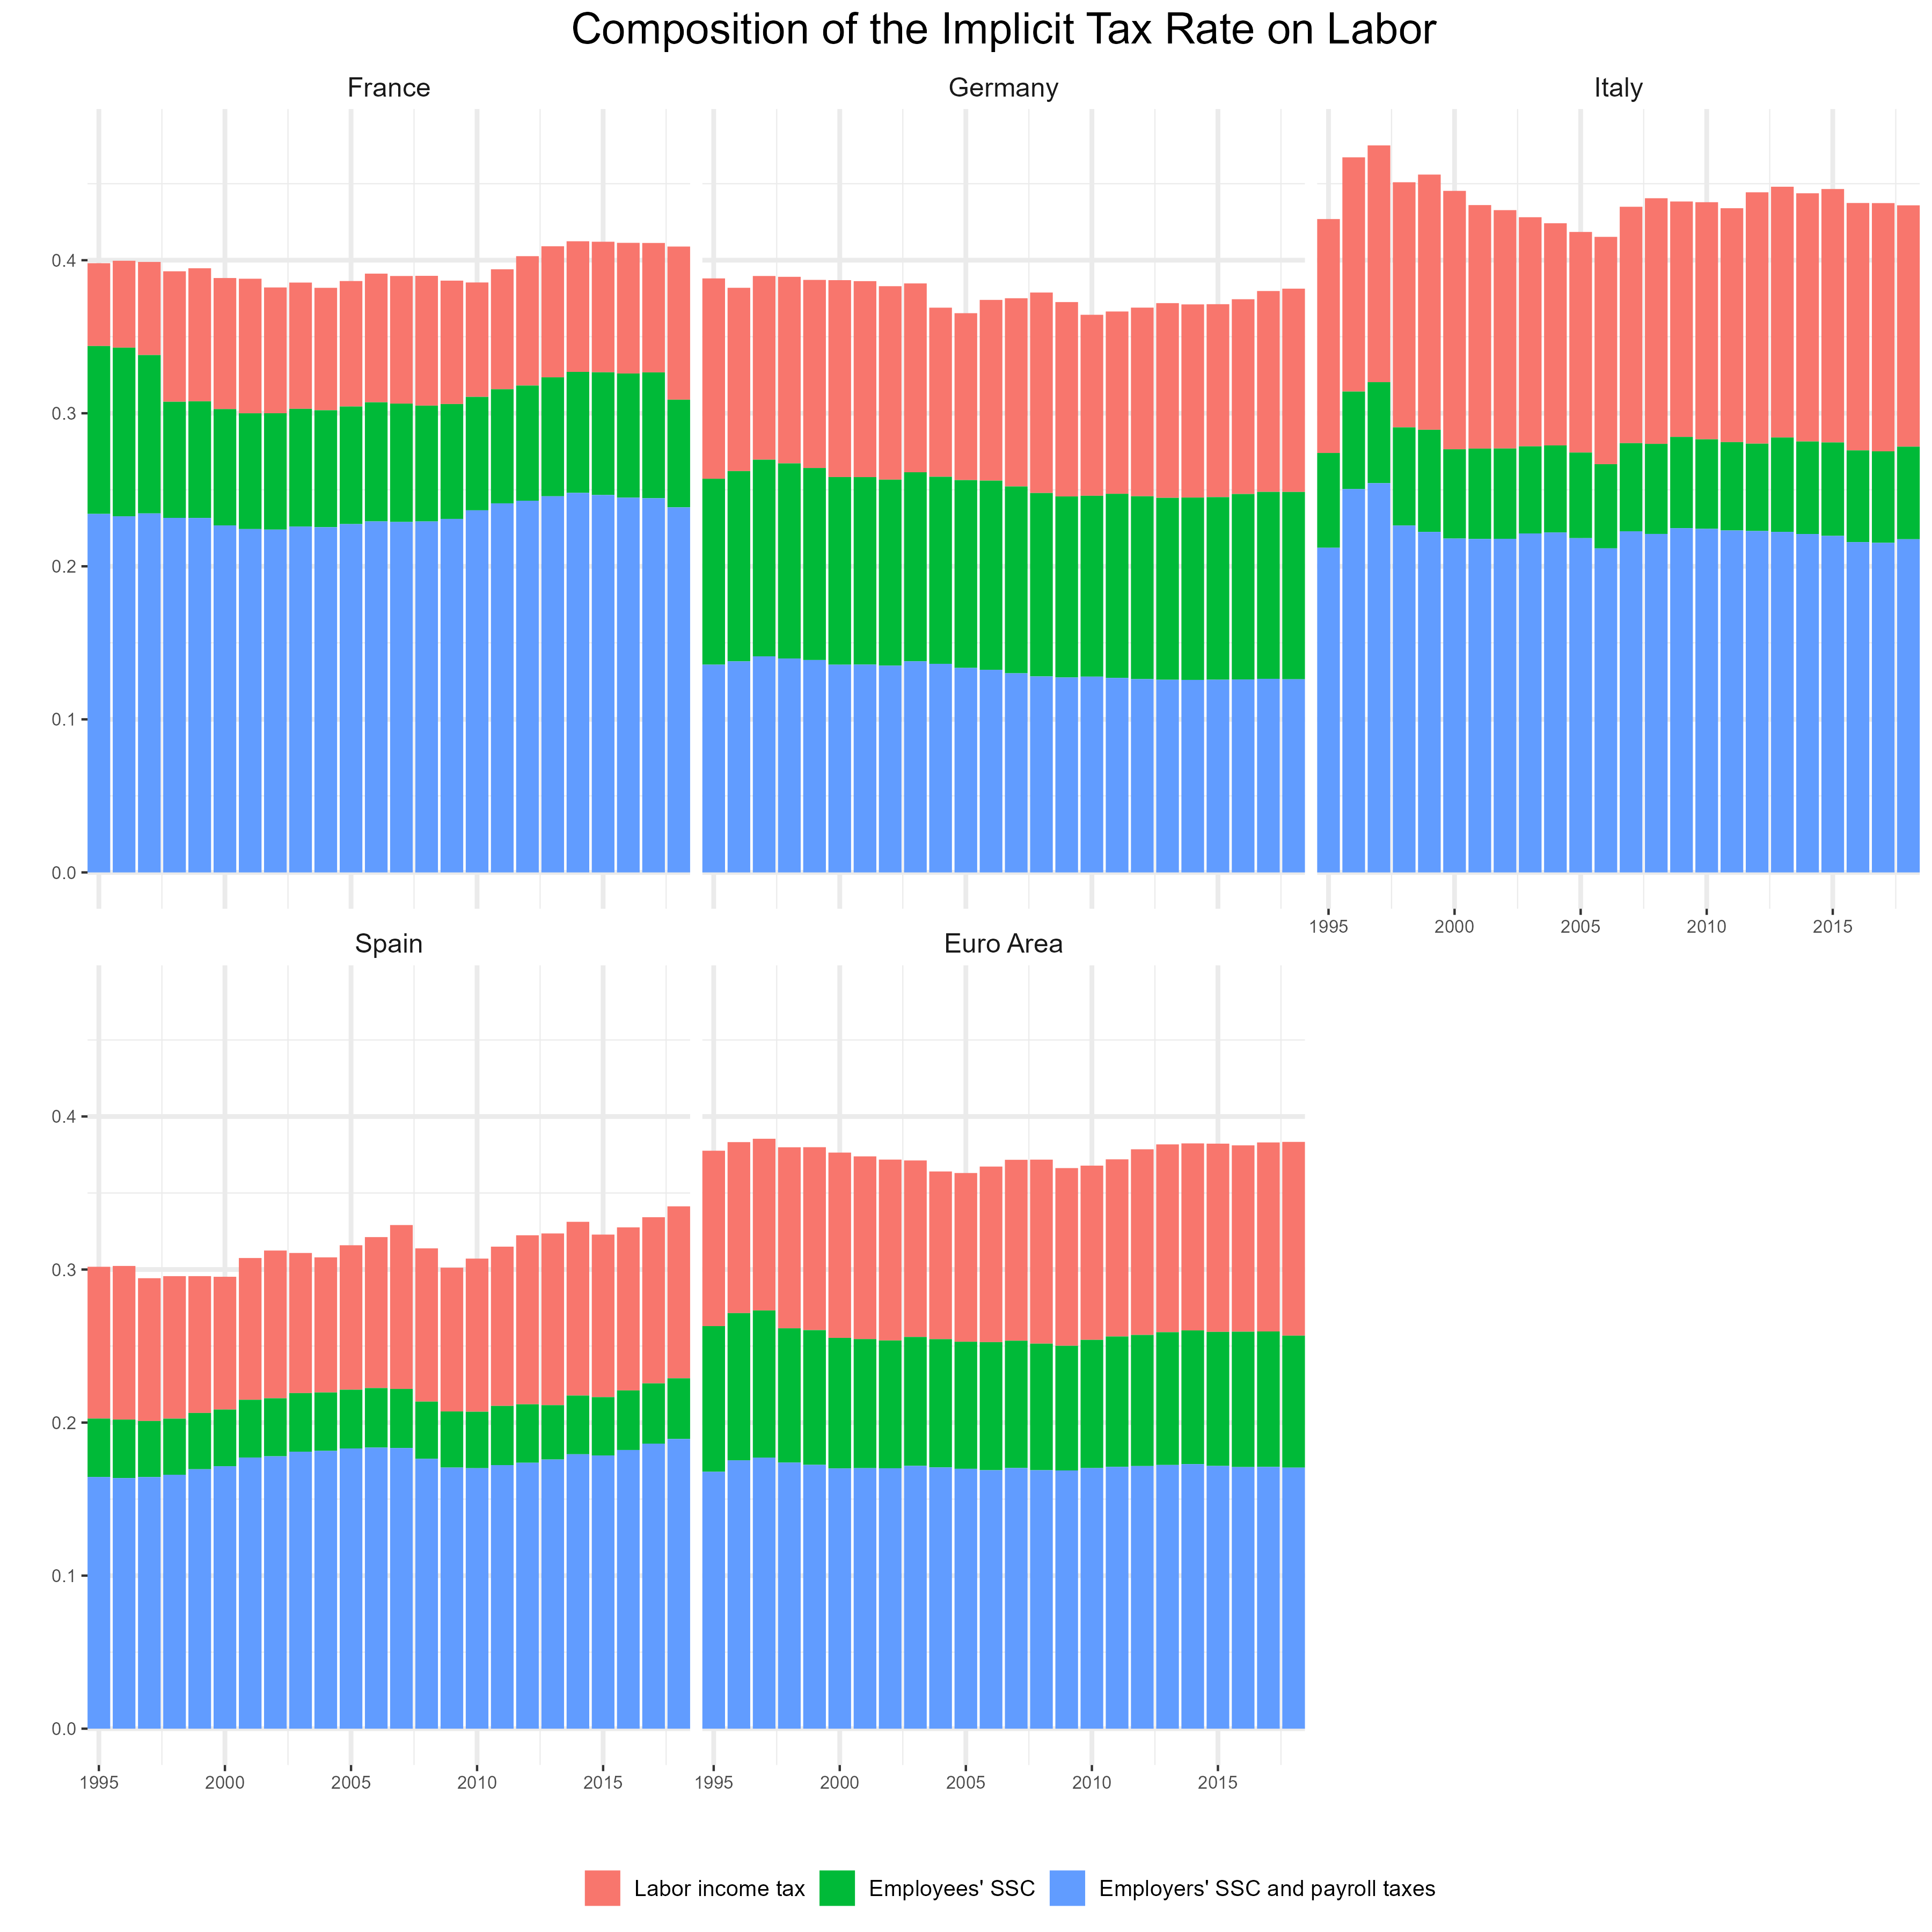 Composition of the Implicit Tax Rate on Labor
France
Germany
Italy
0.4
0.3
0.2
0.1
0.0
1995 2000 2005 2010 2015
Spain
Euro Area
0.4
0.3
0.2
0.1
0.0
1995 2000 2005 2010 2015
1995 2000 2005 2010 2015
Labor income tax
Employees' SSC
Employers' SSC and payroll taxes